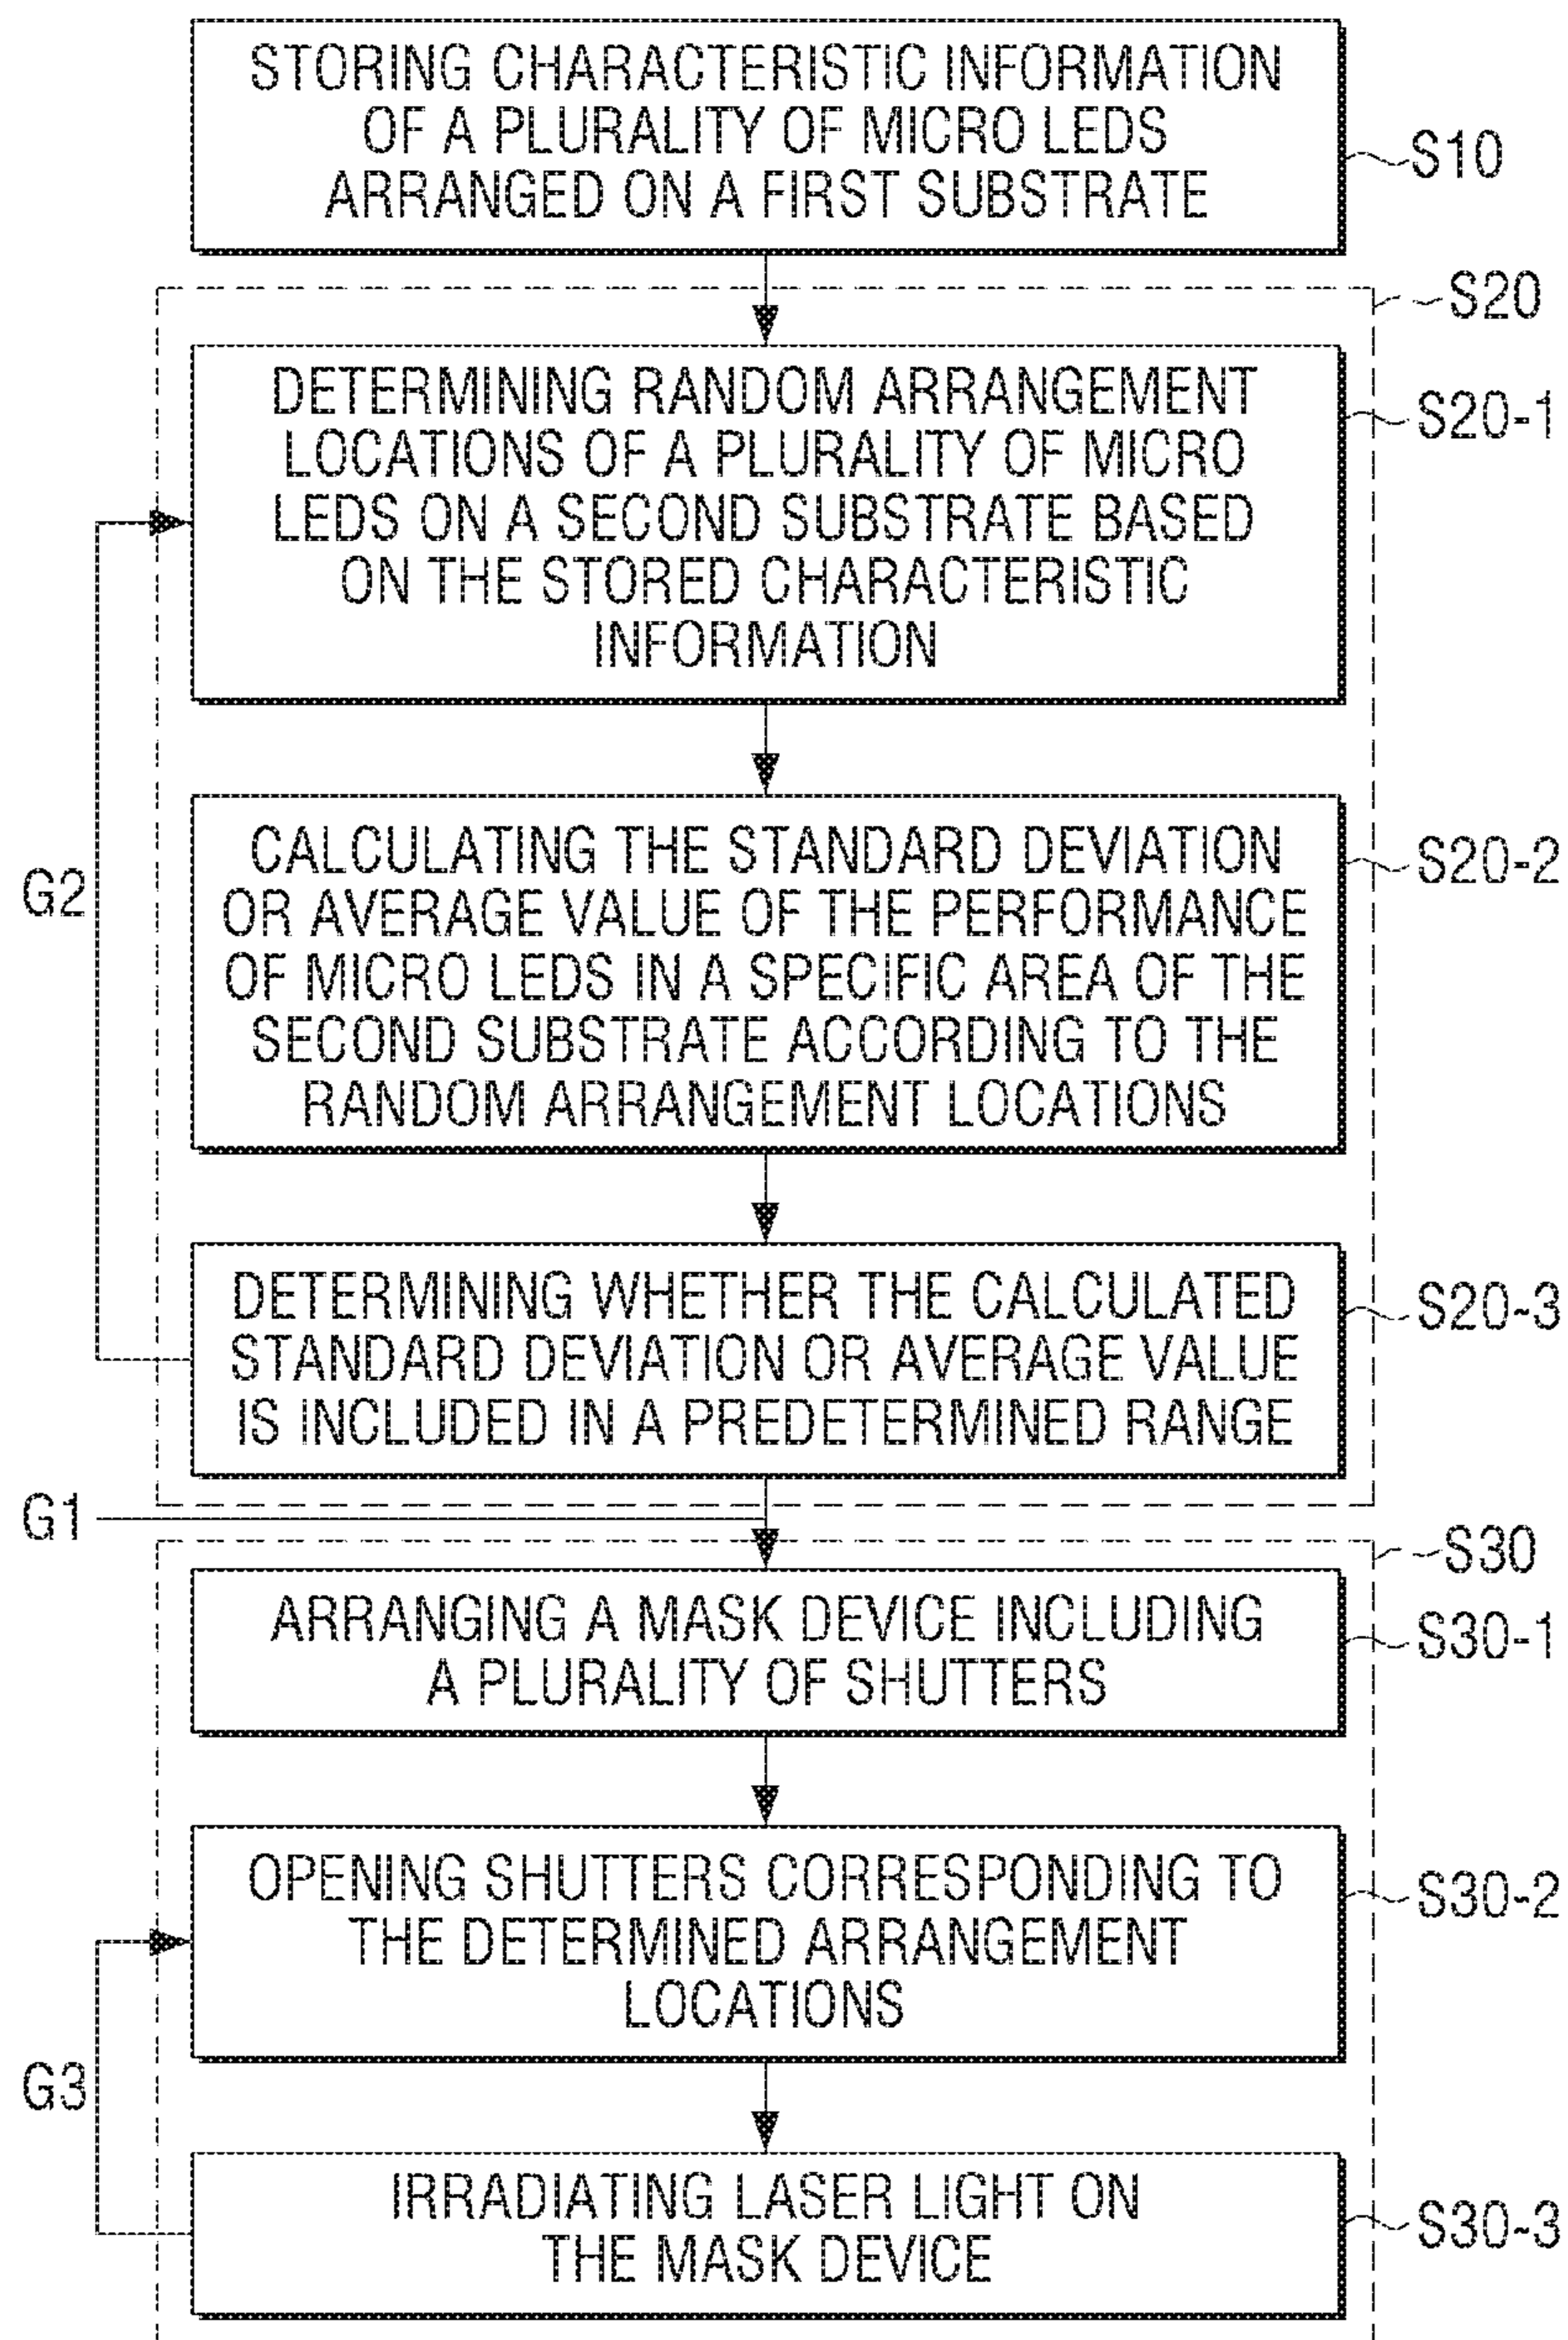 STORING CHARACTERISTIC INFORMATION
OF A PLURALITY OF MICRO LEDS
ARRANGED ON A FIRST SUBSTRATE
S10
S20
DETERMINING RANDOM ARRANGEMENT
LOCATIONS OF A PLURALITY OF MICRO
LEDS ON A SECOND SUBSTRATE BASED
ON THE STORED CHARACTERISTIC
INFORMATION
S20-1
G2
CALCULATING THE STANDARD DEVIATION
OR AVERAGE VALUE OF THE PERFORMANCE
OF MICRO LEDS IN A SPECIFIC AREA OF THE
SECOND SUBSTRATE ACCORDING TO THE
RANDOM ARRANGEMENT LOCATIONS
S20-2
DETERMINING WHETHER THE CALCULATED
STANDARD DEVIATION OR AVERAGE VALUE
IS INCLUDED IN A PREDETERMINED RANGE
S20-3
G1
S30
ARRANGING A MASK DEVICE INCLUDING
A PLURALITY OF SHUTTERS
S30-1
OPENING SHUTTERS CORRESPONDING TO
THE DETERMINED ARRANGEMENT
LOCATIONS
S30-2
G3
IRRADIATING LASER LIGHT ON
THE MASK DEVICE
S30-3